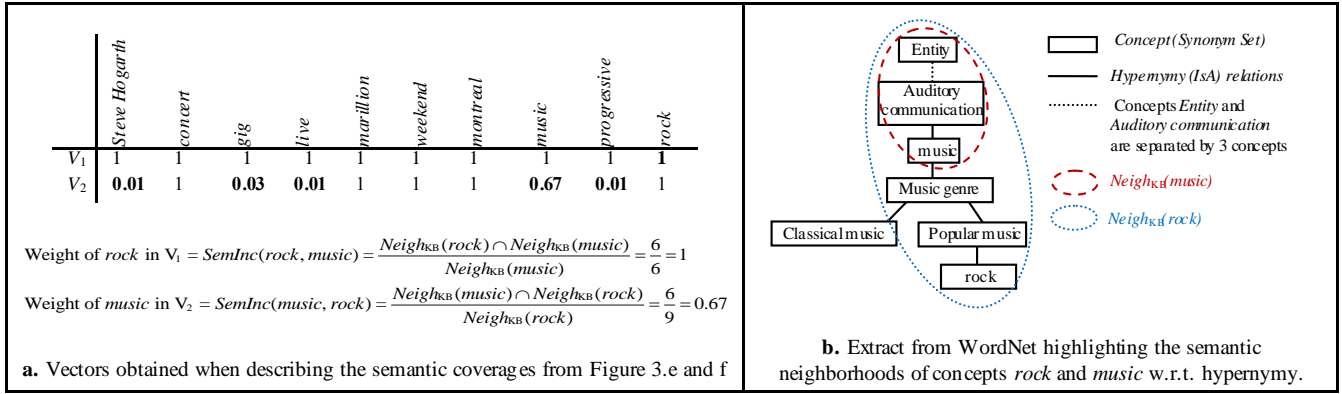 Steve Hogarth
concert
gig
live
marillion
weekend
montreal
music
progressive
rock
V1 1 1 1 1 1 1 1 1 1 1
V2 0.01 1 0.03 0.01 1 1 1 0.67 0.01 1
Weight of rock in V1 = SemInc(rock, music) = NeighKB(rock) ∩ NeighKB(music) / NeighKB(music) = 6/6 = 1
Weight of music in V2 = SemInc(music, rock) = NeighKB(music) ∩ NeighKB(rock) / NeighKB(rock) = 6/9 = 0.67
a. Vectors obtained when describing the semantic coverages from Figure 3.e and f
Entity
Auditory
communication
music
Music genre
Classical music
Popular music
rock
Concept (Synonym Set)
Hypernymy (IsA) relations
Concepts Entity and
Auditory communication
are separated by 3 concepts
NeighKB(music)
NeighKB(rock)
b. Extract from WordNet highlighting the semantic
neighborhoods of concepts rock and music w.r.t. hypernymy.